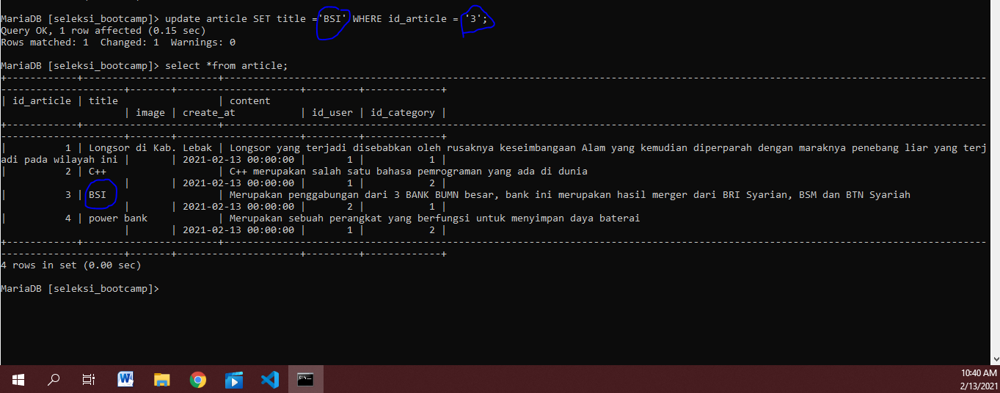 MariaDB [seleksi_bootcamp]> update article SET title ='BSI' WHERE id_article = '3';
Query OK, 1 row affected (0.15 sec)
Rows matched: 1  Changed: 1  Warnings: 0
MariaDB [seleksi_bootcamp]> select *from article;
| id_article | title                 | content
                     | image | create_at           | id_user | id_category |
|          1 | Longsor di Kab. Lebak | Longsor yang terjadi disebabkan oleh rusaknya keseimbangaan Alam yang kemudian diperparah dengan maraknya penebang liar yang terj
adi pada wilayah ini |       | 2021-02-13 00:00:00 |       1 |           1 |
|          2 | C++                   | C++ merupakan salah satu bahasa pemrograman yang ada di dunia
                     |       | 2021-02-13 00:00:00 |       1 |           2 |
|          3 | BSI                   | Merupakan penggabungan dari 3 BANK BUMN besar, bank ini merupakan hasil merger dari BRI Syarian, BSM dan BTN Syariah
                     |       | 2021-02-13 00:00:00 |       2 |           1 |
|          4 | power bank            | Merupakan sebuah perangkat yang berfungsi untuk menyimpan daya baterai
                     |       | 2021-02-13 00:00:00 |       1 |           2 |
4 rows in set (0.00 sec)
MariaDB [seleksi_bootcamp]>
10:40 AM
2/13/2021